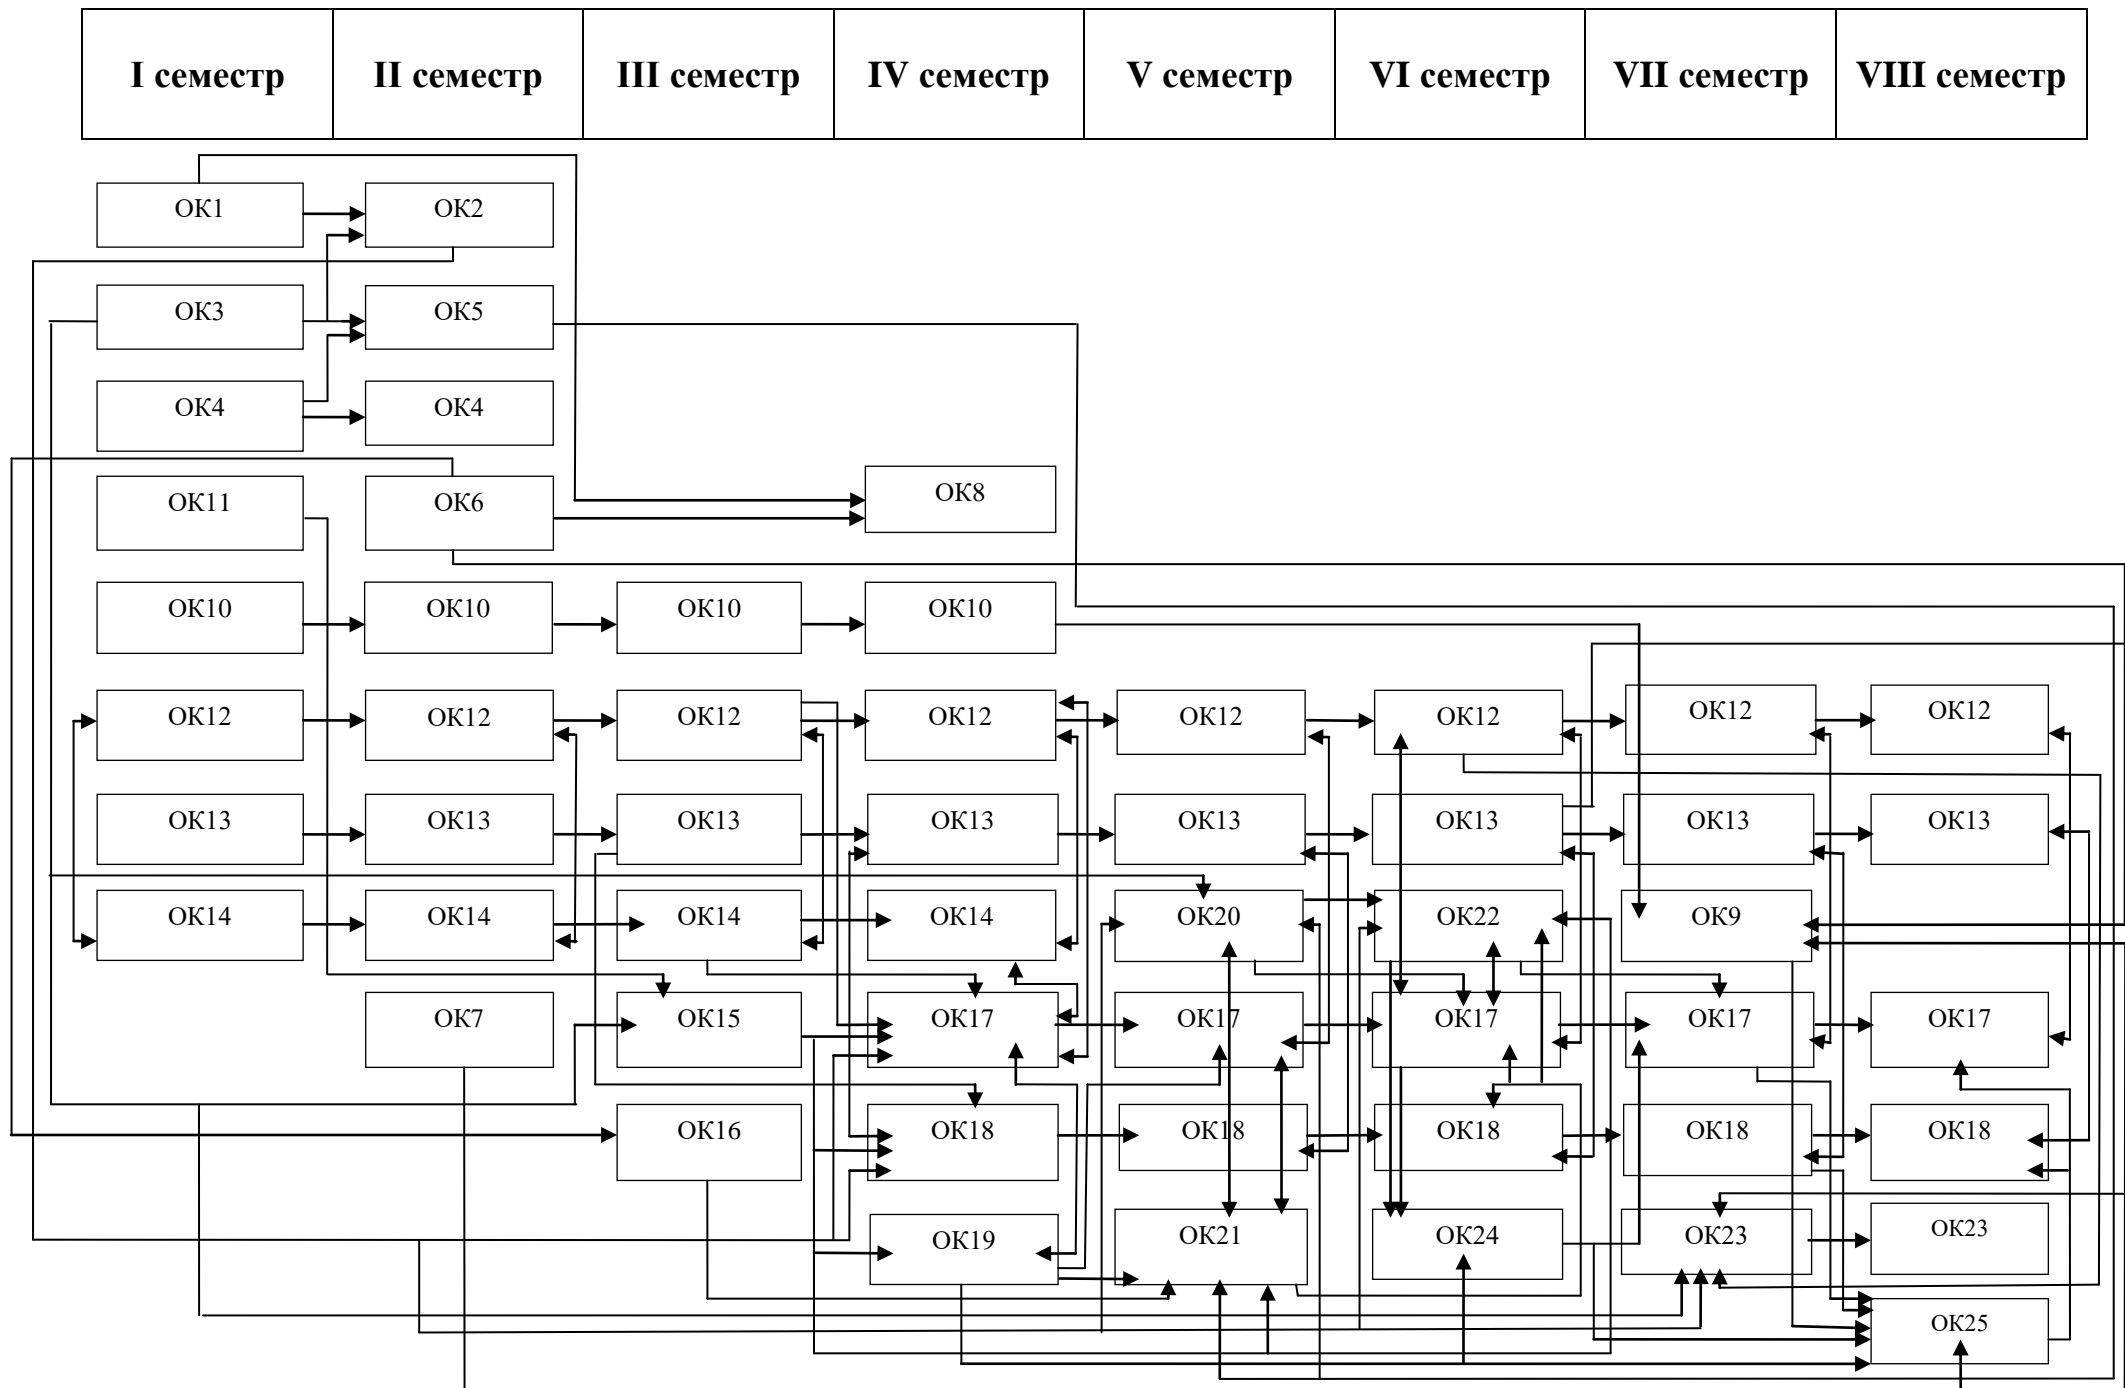 I семестр II семестр III семестр IV семестр V семестр VI семестр VII семестр VIII семестр
ОК1 ОК2
ОК3 ОК5
ОК4 ОК4
ОК11 ОК6 ОК8
ОК10 ОК10 ОК10 ОК10
ОК12 ОК12 ОК12 ОК12 ОК12 ОК12 ОК12 ОК12
ОК13 ОК13 ОК13 ОК13 ОК13 ОК13 ОК13 ОК13
ОК14 ОК14 ОК14 ОК14 ОК20 ОК22 ОК9
ОК7 ОК15 ОК17 ОК17 ОК17 ОК17 ОК17
ОК16 ОК18 ОК18 ОК18 ОК18 ОК18
ОК19 ОК21 ОК24 ОК23 ОК23
ОК25